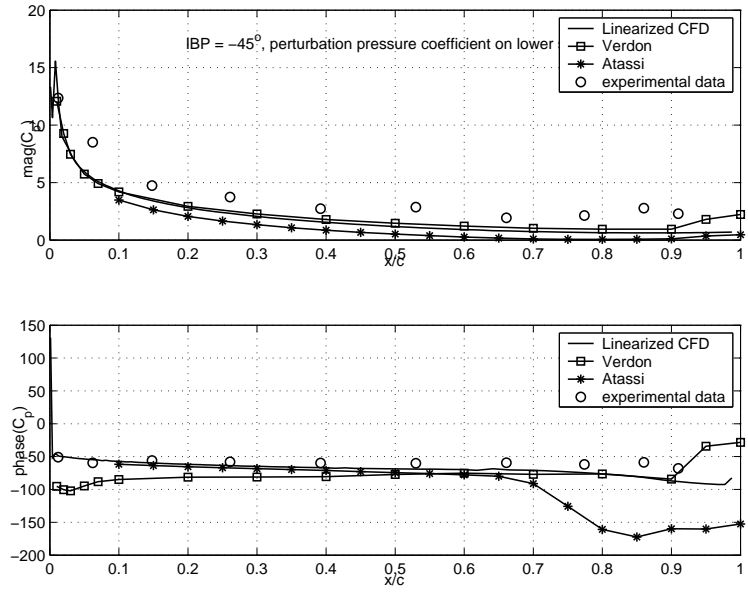 20
15
10
5
0
mag(C
IBP = −45o, perturbation pressure coefficient on lower
Linearized CFD
Verdon
Atassi
experimental data
0 0.1 0.2 0.3 0.4 0.5 0.6 0.7 0.8 0.9 1
x/c
150
100
50
0
−50
−100
−150
−200
phase(Cp)
Linearized CFD
Verdon
Atassi
experimental data
0 0.1 0.2 0.3 0.4 0.5 0.6 0.7 0.8 0.9 1
x/c